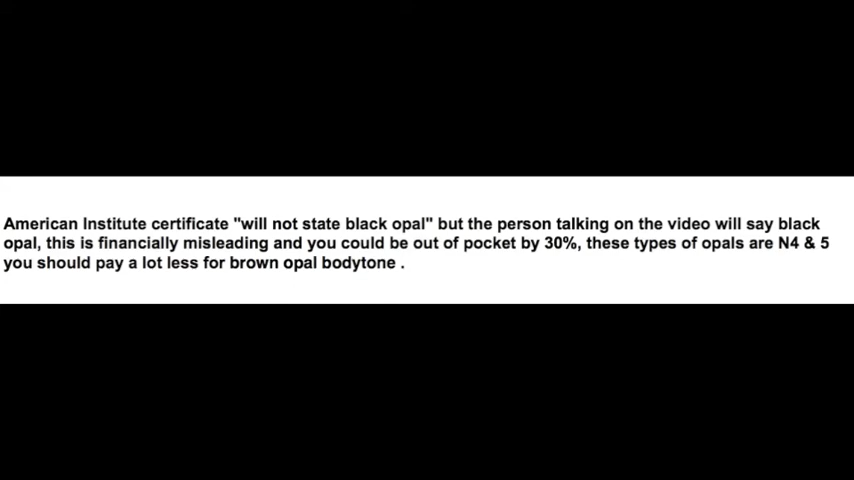 American Institute certificate "will not state black opal" but the person talking on the video will say black
opal, this is financially misleading and you could be out of pocket by 30%, these types of opals are N4 & 5
you should pay a lot less for brown opal bodytone .